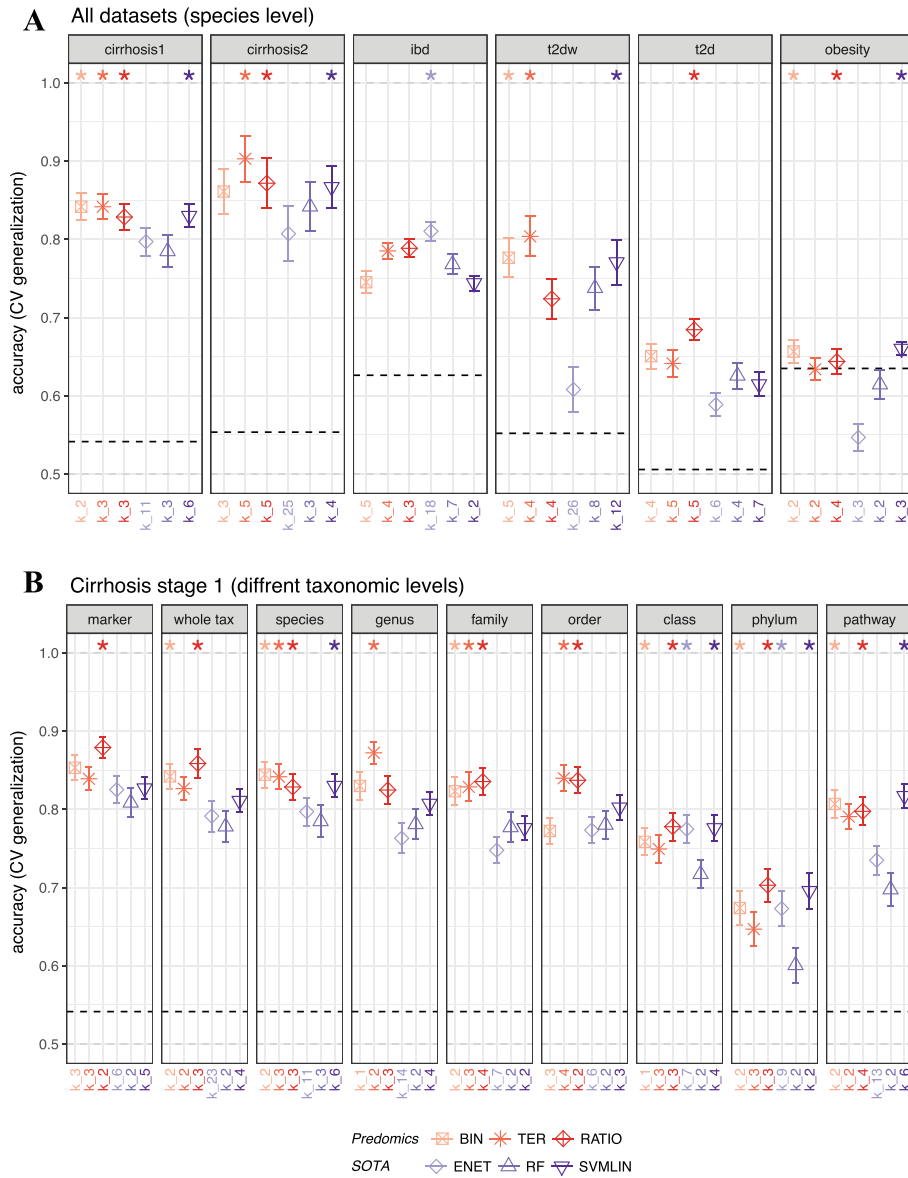 A All datasets (species level)
cirrhosis1 cirrhosis2 ibd t2dw t2d obesity
* * * * * * * * * * * * * * *
1.0
0.9
0.8
0.7
0.6
0.5
accuracy (CV generalization)
k_2 k_3 k_3 k_11 k_3 k_6 k_3 k_5 k_5 k_25 k_3 k_4 k_5 k_4 k_3 k_18 k_7 k_2 k_5 k_4 k_4 k_26 k_8 k_12 k_4 k_5 k_5 k_6 k_4 k_7 k_2 k_2 k_4 k_3 k_2 k_3
B Cirrhosis stage 1 (diffrent taxonomic levels)
marker whole tax species genus family order class phylum pathway
* * * * * * * * * * * * * * * * * * * * * * * * *
1.0
0.9
0.8
0.7
0.6
0.5
accuracy (CV generalization)
k_3 k_3 k_2 k_6 k_2 k_5 k_2 k_2 k_3 k_23 k_2 k_4 k_2 k_3 k_3 k_11 k_3 k_6 k_1 k_2 k_3 k_14 k_2 k_4 k_2 k_3 k_4 k_7 k_2 k_2 k_3 k_4 k_2 k_6 k_2 k_3 k_1 k_3 k_3 k_7 k_2 k_4 k_2 k_3 k_3 k_9 k_2 k_2 k_2 k_2 k_4 k_13 k_2 k_6
Predomics BIN TER RATIO
SOTA ENET RF SVMLIN